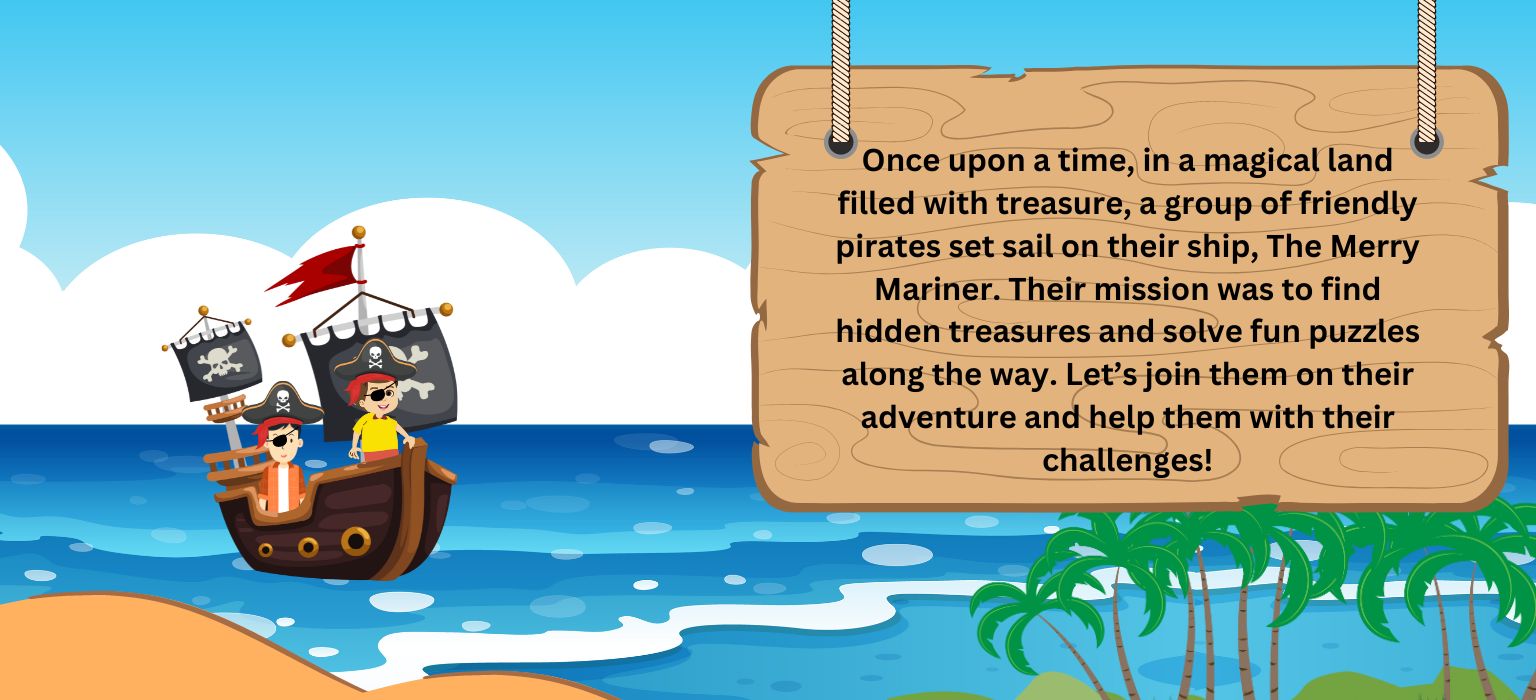 Once upon a time, in a magical land
filled with treasure, a group of friendly
pirates set sail on their ship, The Merry
Mariner. Their mission was to find
hidden treasures and solve fun puzzles
along the way. Let’s join them on their
adventure and help them with their
challenges!